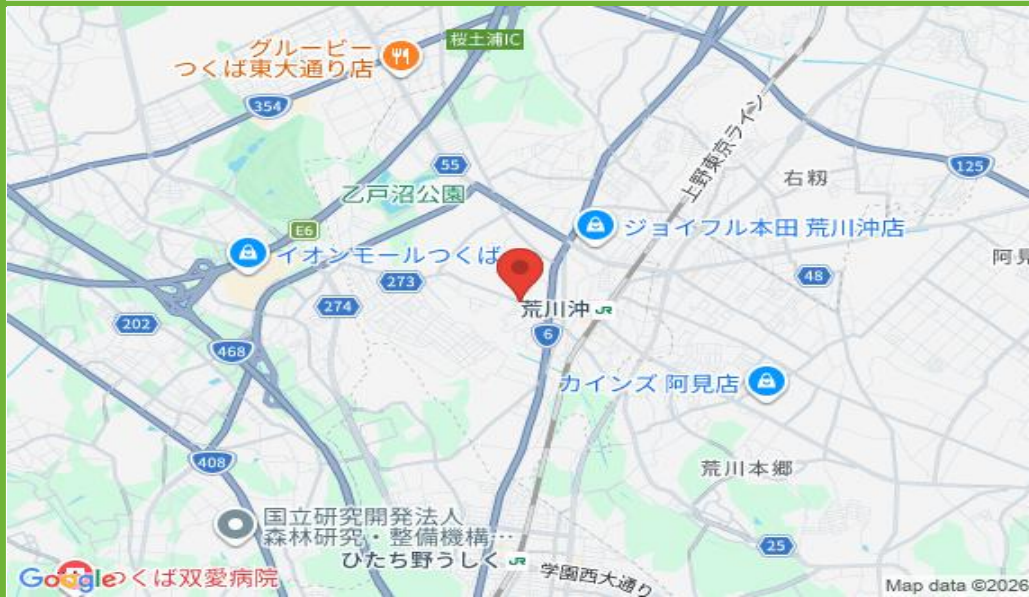 グルービー
つくば東大通り店
桜土浦IC
354
125
上野東京ライン
55
右籾
乙戸沼公園
E6
ジョイフル本田 荒川沖店
イオンモールつくば
阿見
273
48
274
荒川沖 JR
202
6
468
カインズ 阿見店
408
荒川本郷
国立研究開発法人
森林研究・整備機構…
25
ひたち野うしく JR
学園西大通り
Google
つくば双愛病院
Map data ©2026